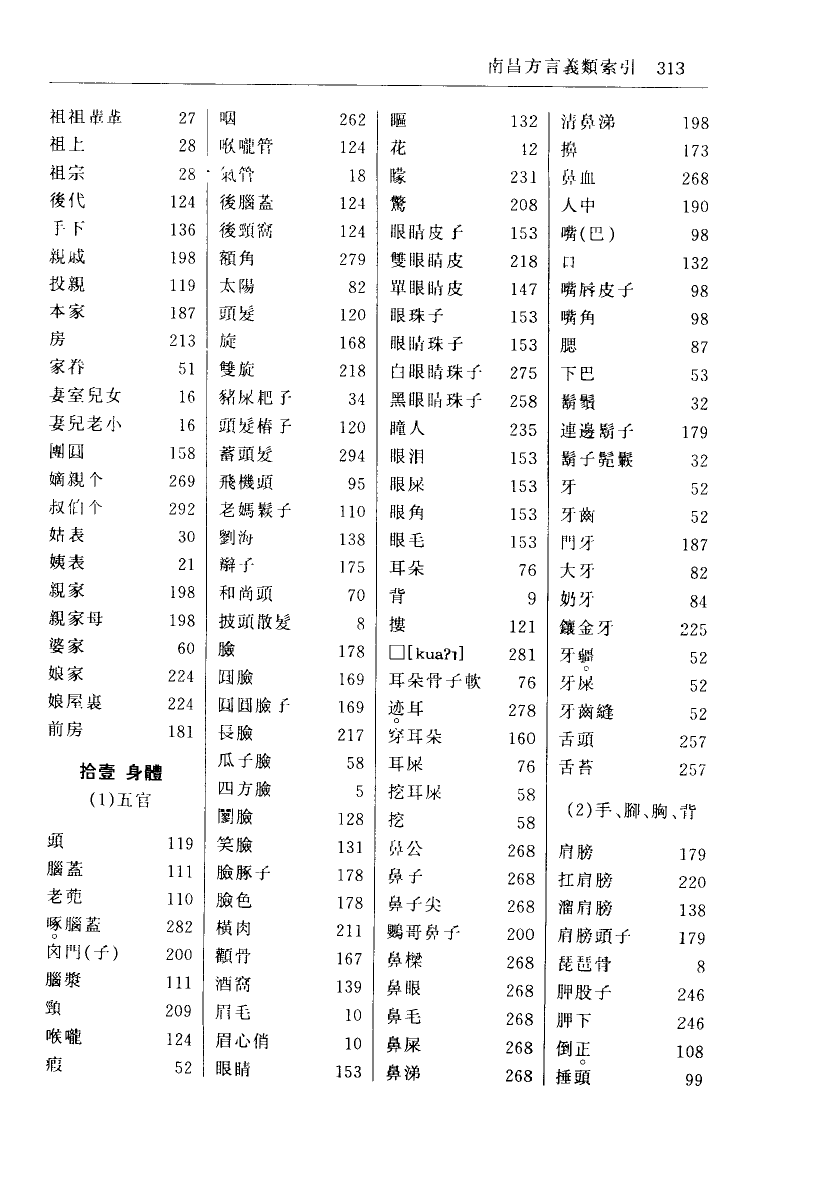 南昌方言義類索引 313
祖祖輩輩 27
祖上 28
祖宗 28
後代 124
手下 136
親戚 198
投親 119
本家 187
房 213
家眷 51
妻室兒女 16
妻兒老小 16
團圓 158
嫡親个 269
叔伯个 292
姑表 30
姨表 21
親家 198
親家母 198
婆家 60
娘家 224
娘屋裏 224
前房 181
拾壹 身體
(1)五官
頭 119
腦蓋 111
老蒄 110
啄腦蓋 282
囟門(子) 200
腦漿 111
頸 209
喉嚨 124
瘕 52
咽 262
喉嚨管 124
氣管 18
後腦蓋 124
後頸窩 124
額角 279
太陽 82
頭髮 120
旋 168
雙旋 218
豬屎耙子 34
頭髮樁子 120
蓄頭髮 294
飛機頭 95
老媽鬏子 110
劉海 138
辮子 175
和尚頭 70
披頭散髮 8
臉 178
圓臉 169
圓圓臉子 169
長臉 217
瓜子臉 58
四方臉 5
闊臉 128
笑臉 131
臉豚子 178
臉色 178
橫肉 211
顴骨 167
酒窩 139
眉毛 10
眉心俏 10
眼睛 153
䁱 132
花 12
矇 231
驚 208
眼睛皮子 153
雙眼睛皮 218
單眼睛皮 147
眼珠子 153
眼睛珠子 153
白眼睛珠子 275
黑眼睛珠子 258
瞳人 235
眼泪 153
眼屎 153
眼角 153
眼毛 153
耳朵 76
背 9
摟 121
□[kuaʔ˥] 281
耳朵骨子軟 76
迹耳 278
穿耳朵 160
耳屎 76
挖耳屎 58
挖 58
鼻公 268
鼻子 268
鼻子尖 268
鸚哥鼻子 200
鼻樑 268
鼻眼 268
鼻毛 268
鼻屎 268
鼻涕 268
清鼻涕 198
擤 173
鼻血 268
人中 190
嘴(巴) 98
口 132
嘴唇皮子 98
嘴角 98
腮 87
下巴 53
鬍鬚 32
連邊鬍子 179
鬍子髡鬏 32
牙 52
牙齒 52
門牙 187
大牙 82
奶牙 84
鑲金牙 225
牙齦 52
牙屎 52
牙齒縫 52
舌頭 257
舌苔 257
(2)手、腳、胸、背
肩膀 179
扛肩膀 220
溜肩膀 138
肩膀頭子 179
琵琶骨 8
胛股子 246
胛下 246
倒正 108
捶頭 99